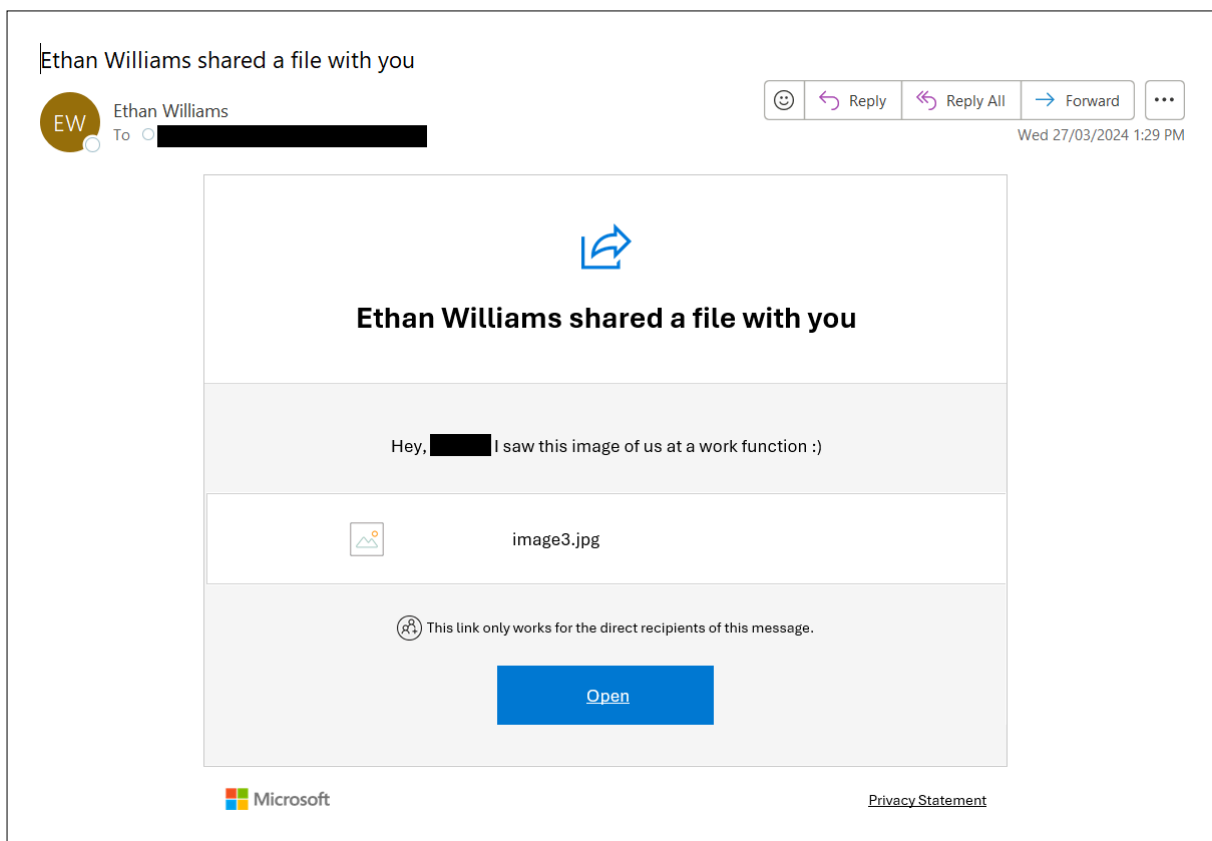 Ethan Williams shared a file with you
EW
Ethan Williams
To
Reply
Reply All
Forward
Wed 27/03/2024 1:29 PM
Ethan Williams shared a file with you
Hey, I saw this image of us at a work function :)
image3.jpg
This link only works for the direct recipients of this message.
Open
Microsoft
Privacy Statement